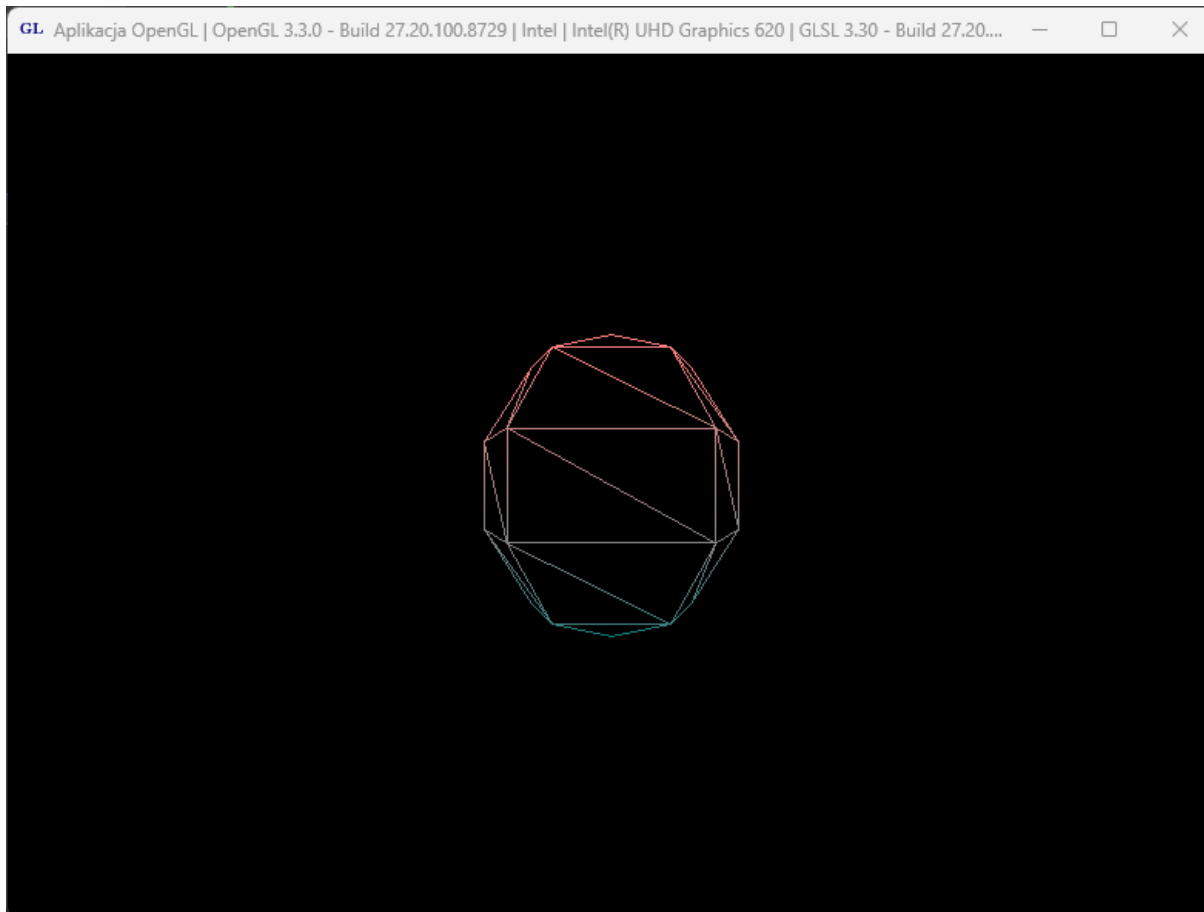 GL Aplikacja OpenGL | OpenGL 3.3.0 - Build 27.20.100.8729 | Intel | Intel(R) UHD Graphics 620 | GLSL 3.30 - Build 27.20....